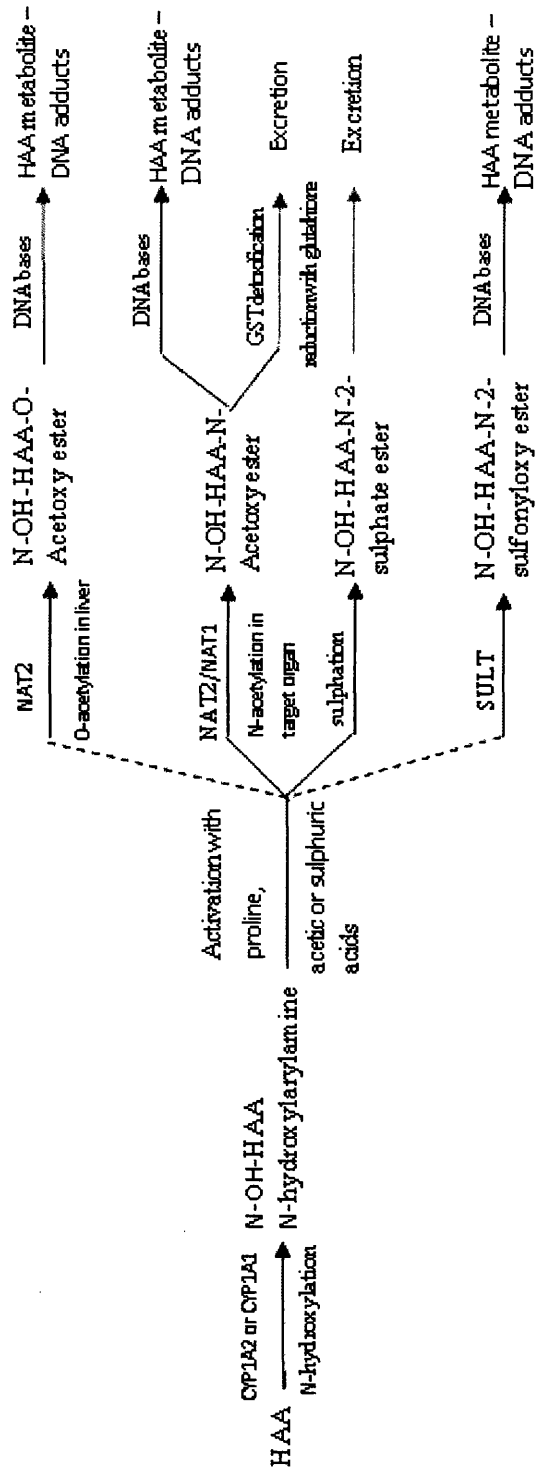 HAA
CYP1A2 or CYP1A1
N-hydroxylation
N-OH-HAA
N-hydroxylarylamine
Activation with
proline,
acetic or sulphuric
acids
NAT2
O-acetylation in liver
N-OH-HAA-O-
Acetoxy ester
DNA bases
HAA metabolite –
DNA adducts
NAT2/NAT1
N-acetylation in
target organ
N-OH-HAA-N-
Acetoxy ester
DNA bases
HAA metabolite –
DNA adducts
GST detoxification
reduction with glutathione
Excretion
sulphation
N-OH-HAA-N-2-
sulphate ester
Excretion
SULT
N-OH-HAA-N-2-
sulfonyloxy ester
DNA bases
HAA metabolite –
DNA adducts